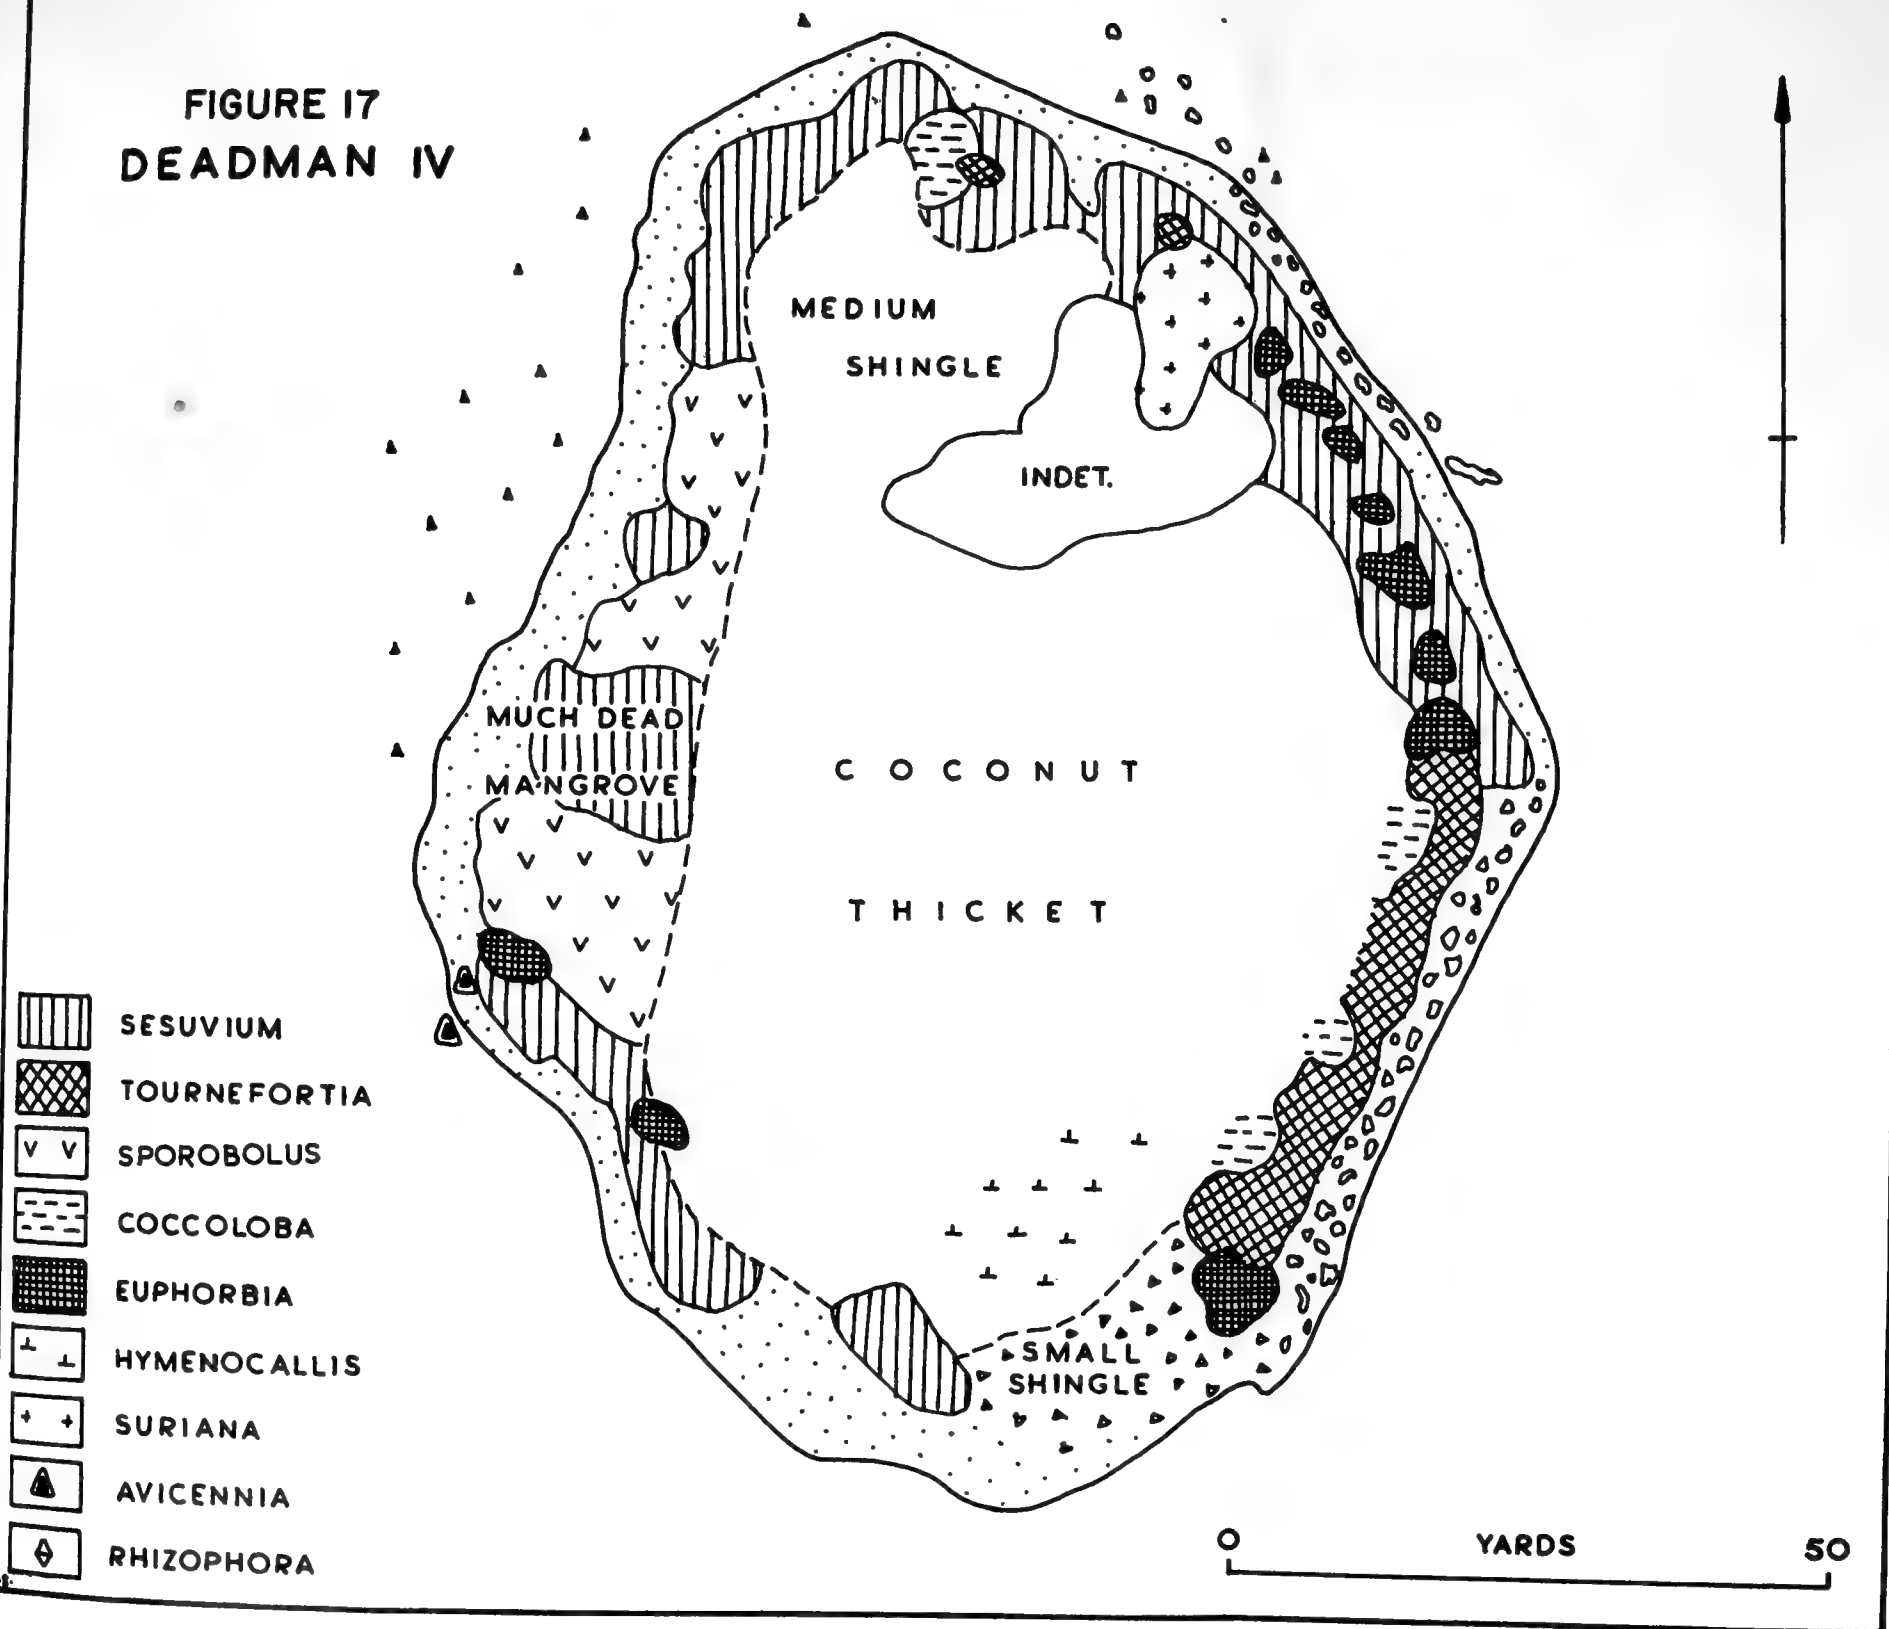 FIGURE 17
DEADMAN IV
MEDIUM
SHINGLE
INDET.
MUCH DEAD
MANGROVE
COCONUT
THICKET
SESUVIUM
TOURNEFORTIA
SPOROBOLUS
COCCOLOBA
EUPHORBIA
HYMENOCALLIS
SURIANA
AVICENNIA
RHIZOPHORA
SMALL
SHINGLE
0 YARDS 50